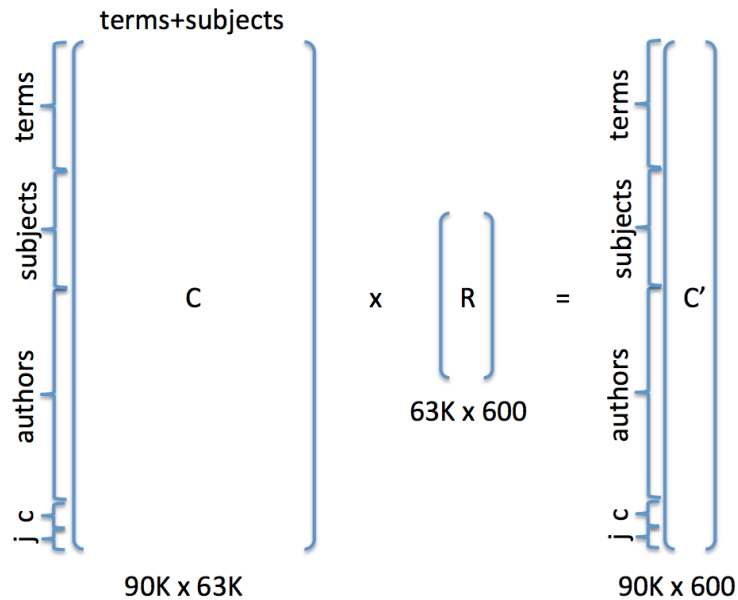 terms+subjects
terms
subjects
authors
c
j
C
x
R
=
C’
63K x 600
terms
subjects
authors
c
j
90K x 63K
90K x 600